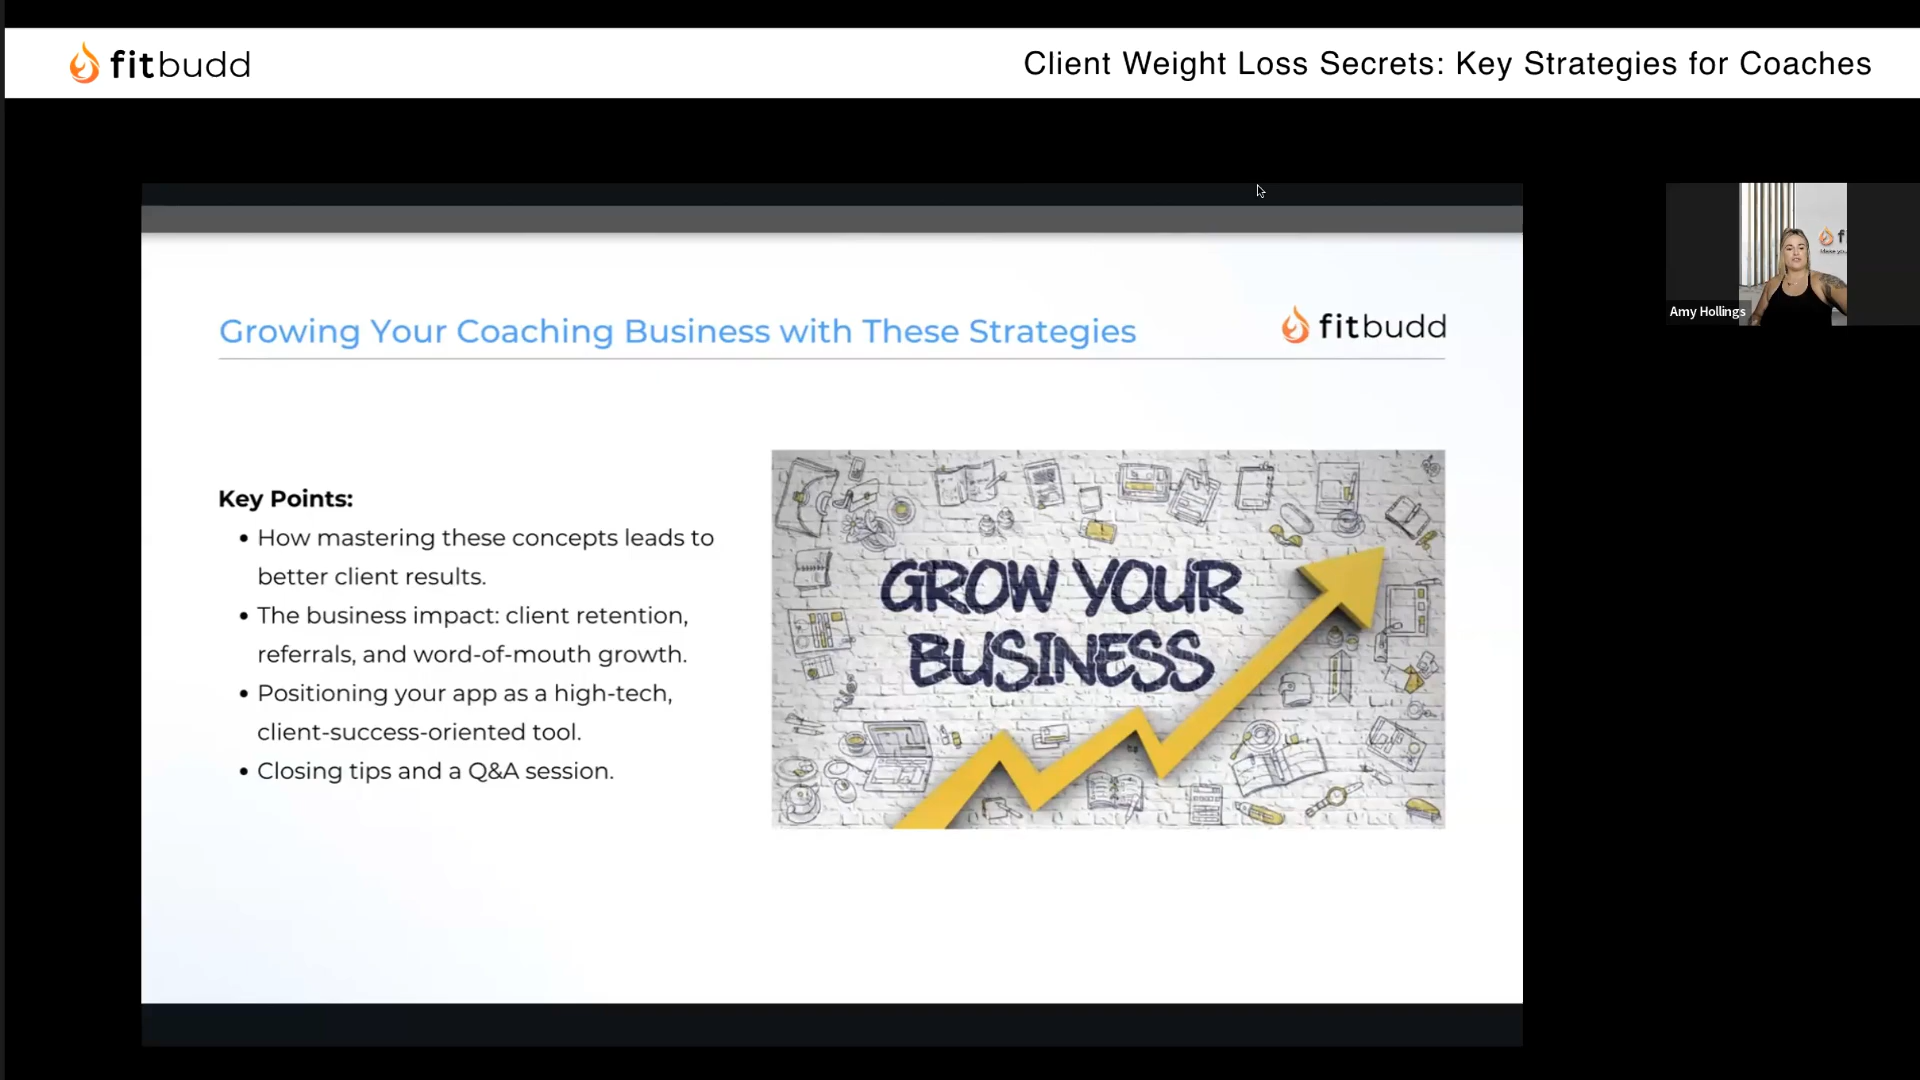 fitbudd
Client Weight Loss Secrets: Key Strategies for Coaches
Growing Your Coaching Business with These Strategies
fitbudd
Key Points:
• How mastering these concepts leads to
better client results.
• The business impact: client retention,
referrals, and word-of-mouth growth.
• Positioning your app as a high-tech,
client-success-oriented tool.
• Closing tips and a Q&A session.
GROW YOUR
BUSINESS
Amy Hollings